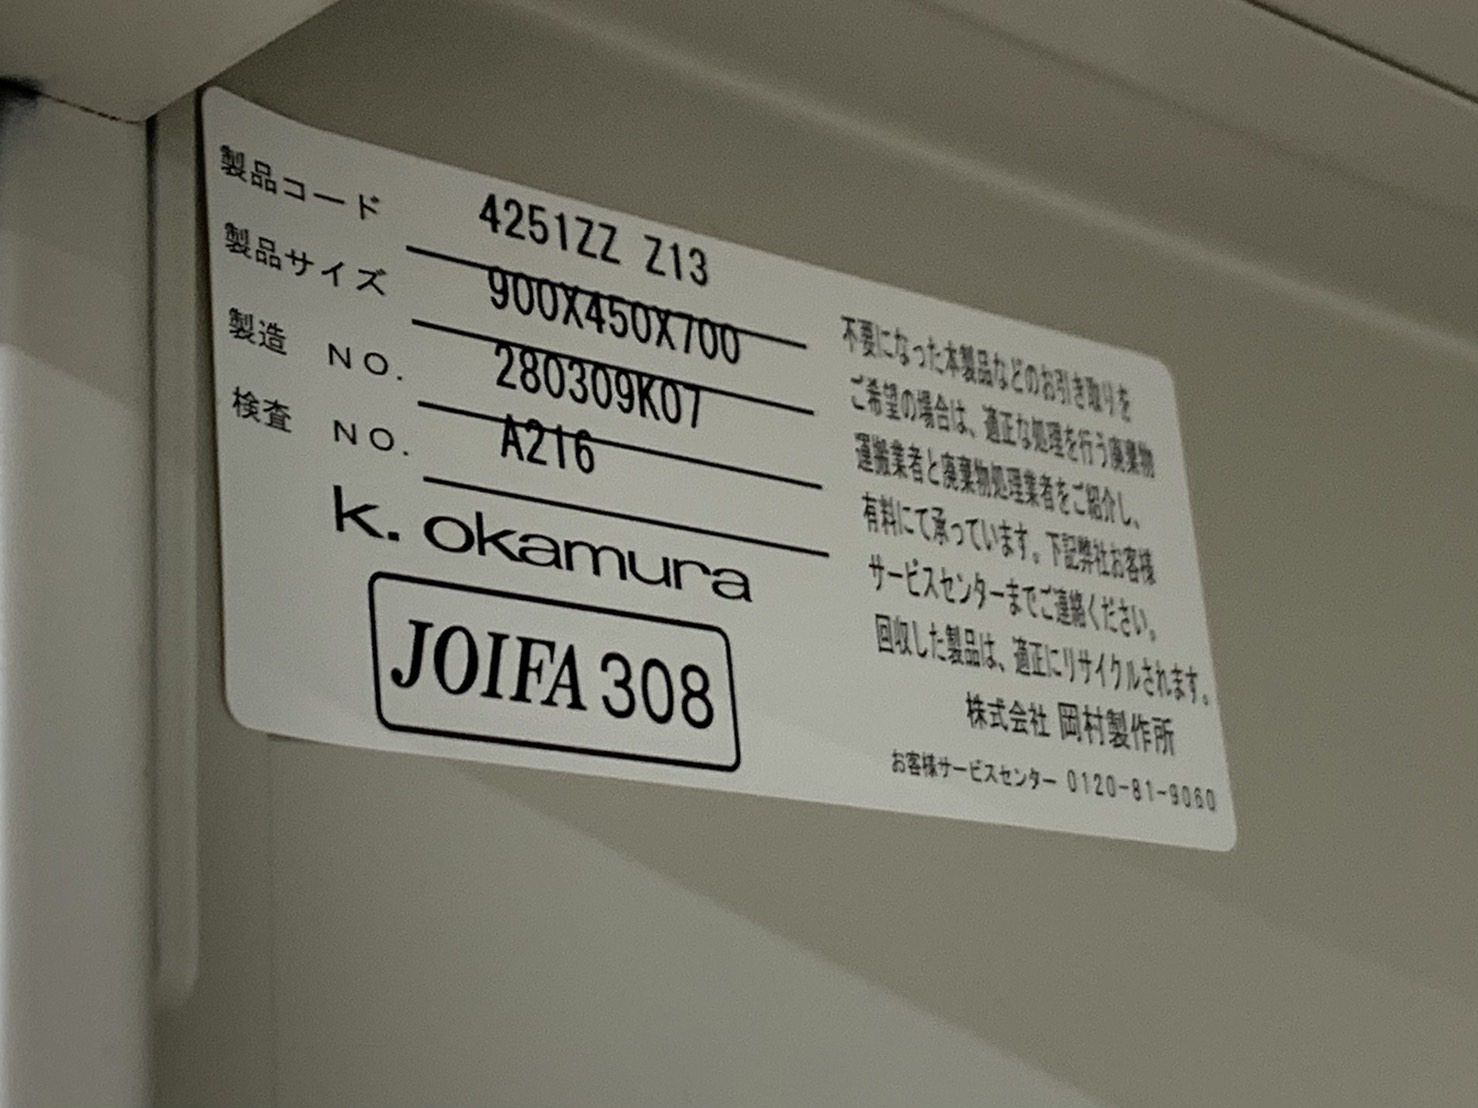 製品コード 4251ZZ Z13
製品サイズ 900X450X700
製造 NO. 280309K07
検査 NO. A216
k. okamura
JOIFA 308
不要になった本製品などのお引き取りを
ご希望の場合は、適正な処理を行う廃棄物
運搬業者と廃棄物処理業者をご紹介し、
有料にて承っています。下記弊社お客様
サービスセンターまでご連絡ください。
回収した製品は、適正にリサイクルされます。
株式会社 岡村製作所
お客様サービスセンター 0120-81-9060